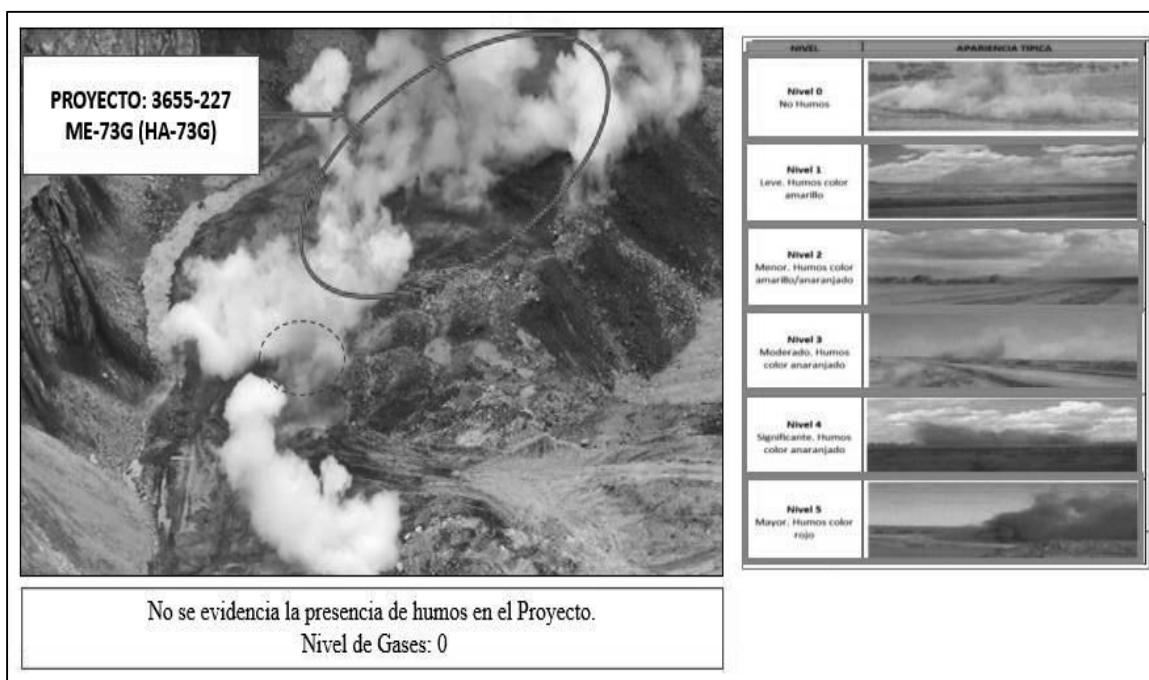 PROYECTO: 3655-227
ME-73G (HA-73G)
No se evidencia la presencia de humos en el Proyecto.
Nivel de Gases: 0
NIVEL APARIENCIA TIPICA
Nivel 0
No Humos
Nivel 1
Leve. Humos color
amarillo
Nivel 2
Menor. Humos color
amarillo/anaranjado
Nivel 3
Moderado. Humos
color anaranjado
Nivel 4
Significante. Humos
color anaranjado
Nivel 5
Mayor. Humos color
rojo